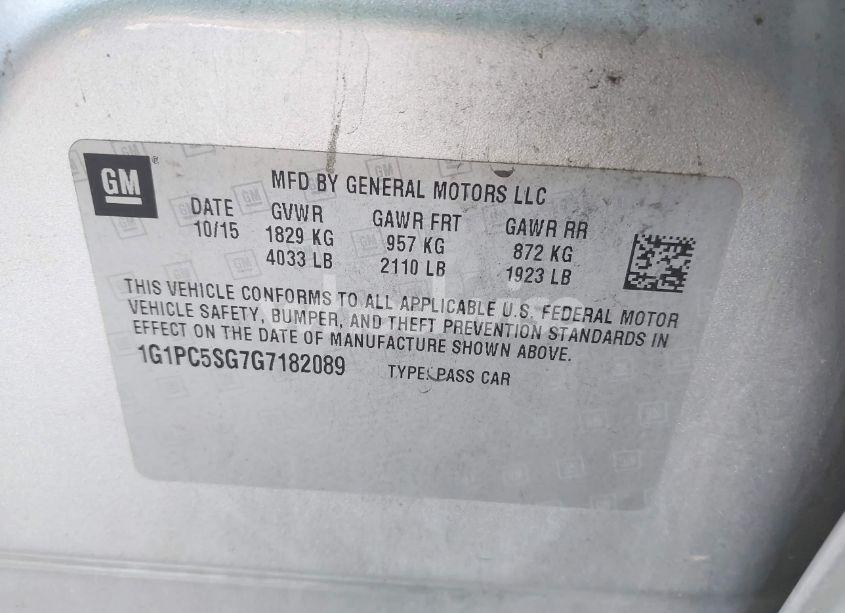 GM
MFD BY GENERAL MOTORS LLC
DATE GVWR GAWR FRT GAWR RR
10/15 1829 KG 957 KG 872 KG
4033 LB 2110 LB 1923 LB
THIS VEHICLE CONFORMS TO ALL APPLICABLE U.S. FEDERAL MOTOR
VEHICLE SAFETY, BUMPER, AND THEFT PREVENTION STANDARDS IN
EFFECT ON THE DATE OF MANUFACTURE SHOWN ABOVE.
1G1PC5SG7G7182089 TYPE: PASS CAR